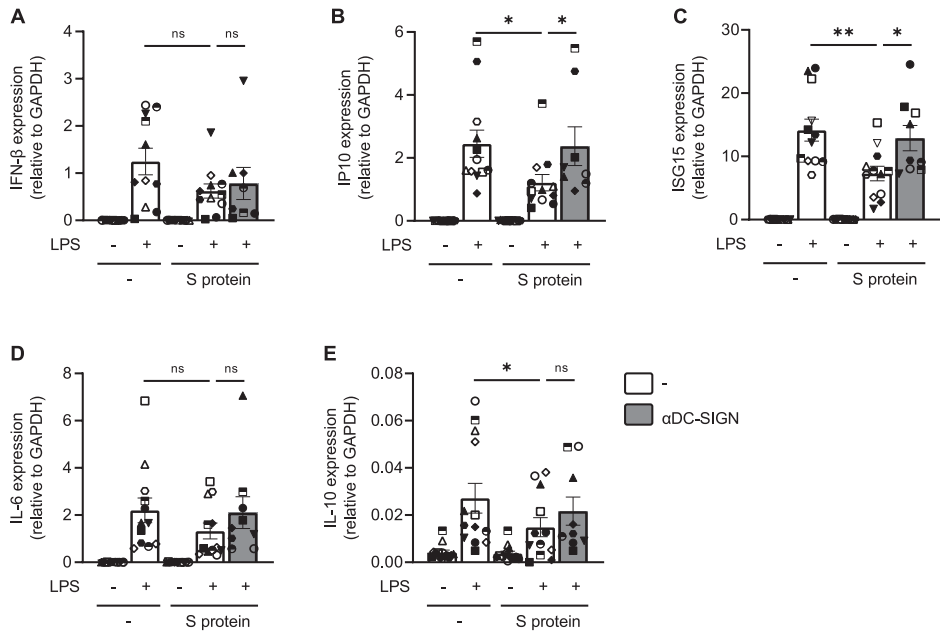 A
IFN-β expression
(relative to GAPDH)
4
3
2
1
0
ns
ns
LPS
-
+
-
+
+
-
S protein
B
IP10 expression
(relative to GAPDH)
6
4
2
0
*
*
LPS
-
+
-
+
+
-
S protein
C
ISG15 expression
(relative to GAPDH)
30
20
10
0
**
*
LPS
-
+
-
+
+
-
S protein
D
IL-6 expression
(relative to GAPDH)
8
6
4
2
0
ns
ns
LPS
-
+
-
+
+
-
S protein
E
IL-10 expression
(relative to GAPDH)
0.08
0.06
0.04
0.02
0.00
*
ns
LPS
-
+
-
+
+
-
S protein
-
αDC-SIGN